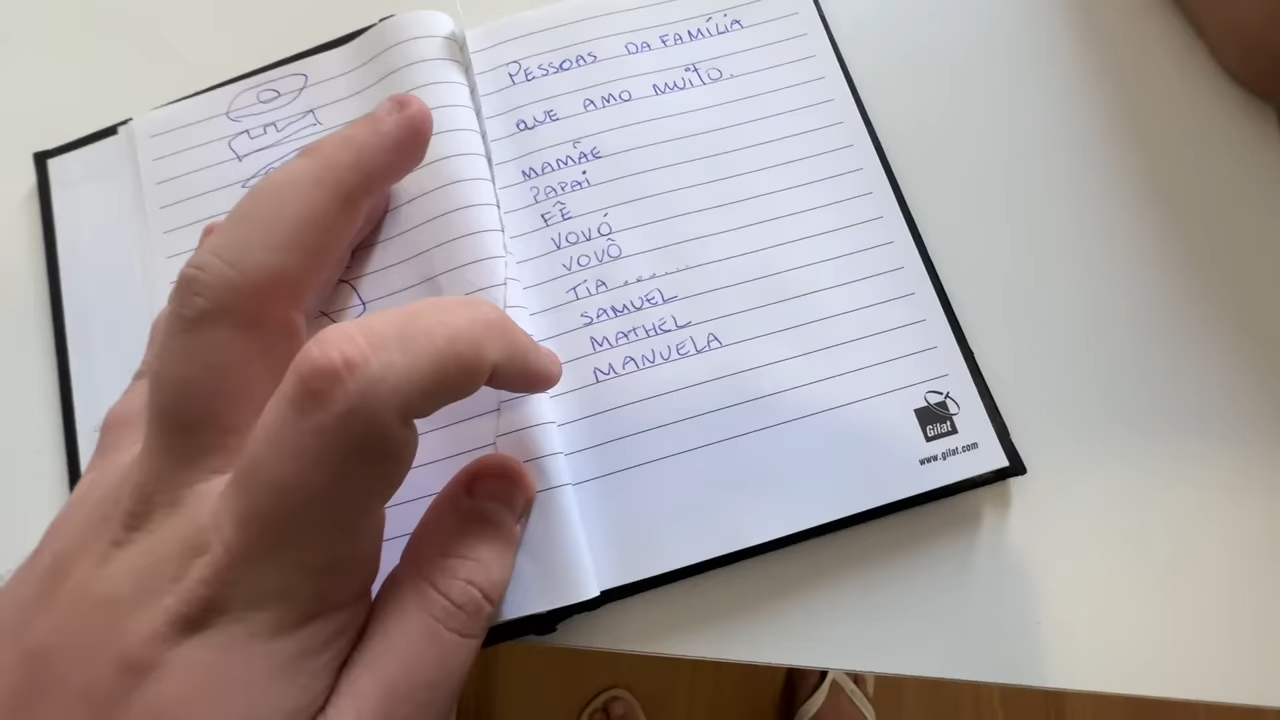 PESSOAS DA FAMÍLIA
QUE AMO MUITO.
MAMÃE
PAPAi
FÊ
VOVÓ
VOVÔ
TiA .......
SAMUEL
MATHEL
MANUELA
Gilat
www.gilat.com